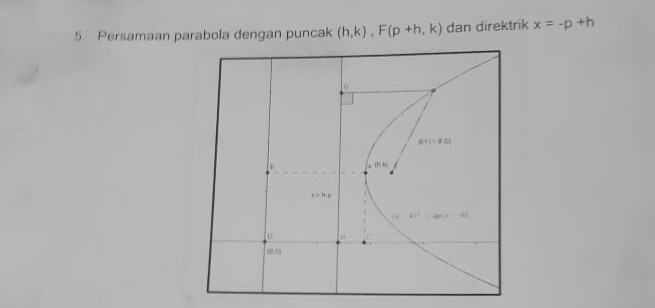 5. Persamaan parabola dengan puncak (h,k) , F(p +h, k) dan direktrik x = -p +h
D
A (h,k)
B
x = h-p
O
(0,0)